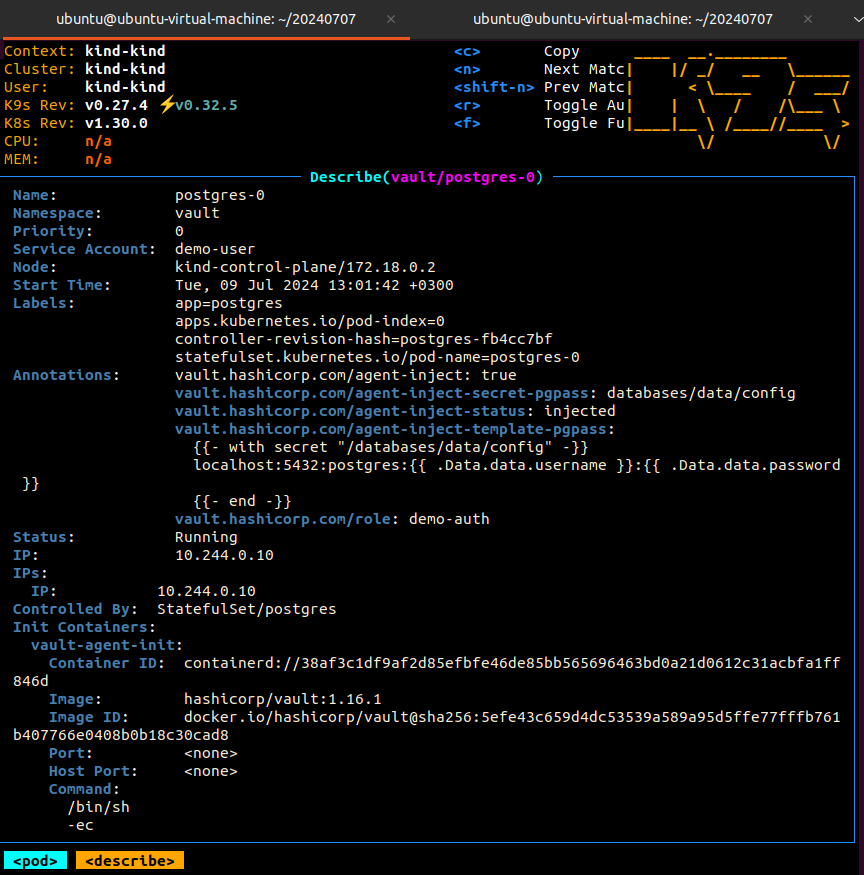 ubuntu@ubuntu-virtual-machine: ~/20240707 × ubuntu@ubuntu-virtual-machine: ~/20240707 ×
Context: kind-kind <c> Copy
Cluster: kind-kind <n> Next Matc
User: kind-kind <shift-n> Prev Matc
K9s Rev: v0.27.4 ⚡v0.32.5 <r> Toggle Au
K8s Rev: v1.30.0 <f> Toggle Fu
CPU: n/a
MEM: n/a
K9s
Describe(vault/postgres-0)
Name: postgres-0
Namespace: vault
Priority: 0
Service Account: demo-user
Node: kind-control-plane/172.18.0.2
Start Time: Tue, 09 Jul 2024 13:01:42 +0300
Labels: app=postgres
apps.kubernetes.io/pod-index=0
controller-revision-hash=postgres-fb4cc7bf
statefulset.kubernetes.io/pod-name=postgres-0
Annotations: vault.hashicorp.com/agent-inject: true
vault.hashicorp.com/agent-inject-secret-pgpass: databases/data/config
vault.hashicorp.com/agent-inject-status: injected
vault.hashicorp.com/agent-inject-template-pgpass:
{{- with secret "/databases/data/config" -}}
localhost:5432:postgres:{{ .Data.data.username }}:{{ .Data.data.password
}}
{{- end -}}
vault.hashicorp.com/role: demo-auth
Status: Running
IP: 10.244.0.10
IPs:
IP: 10.244.0.10
Controlled By: StatefulSet/postgres
Init Containers:
vault-agent-init:
Container ID: containerd://38af3c1df9af2d85efbfe46de85bb565696463bd0a21d0612c31acbfa1ff
846d
Image: hashicorp/vault:1.16.1
Image ID: docker.io/hashicorp/vault@sha256:5efe43c659d4dc53539a589a95d5ffe77fffb761
b407766e0408b0b18c30cad8
Port: <none>
Host Port: <none>
Command:
/bin/sh
-ec
<pod> <describe>